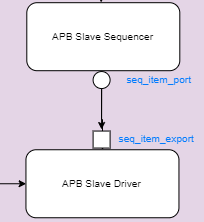 APB Slave Sequencer
seq_item_port
seq_item_export
APB Slave Driver